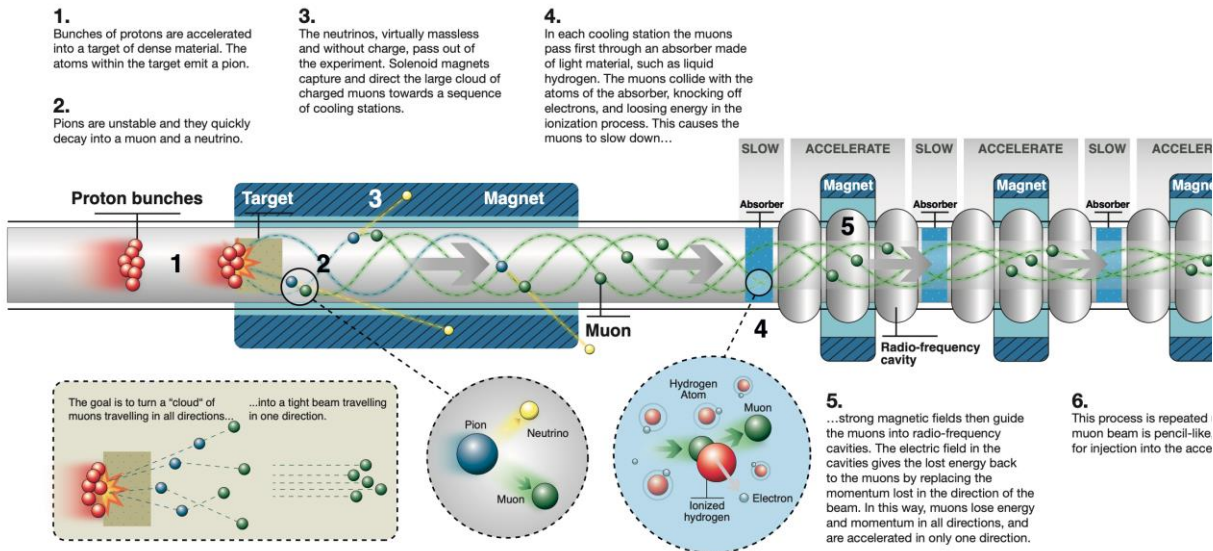 1.
Bunches of protons are accelerated
into a target of dense material. The
atoms within the target emit a pion.
2.
Pions are unstable and they quickly
decay into a muon and a neutrino.
3.
The neutrinos, virtually massless
and without charge, pass out of
the experiment. Solenoid magnets
capture and direct the large cloud of
charged muons towards a sequence
of cooling stations.
4.
In each cooling station the muons
pass first through an absorber made
of light material, such as liquid
hydrogen. The muons collide with the
atoms of the absorber, knocking off
electrons, and loosing energy in the
ionization process. This causes the
muons to slow down…
SLOW ACCELERATE SLOW ACCELERATE SLOW ACCELER
Proton bunches
Target
3
Magnet
Absorber
Magnet
Absorber
Magnet
Absorber
Magne
1
2
5
Muon
4
Radio-frequency
cavity
The goal is to turn a "cloud" of
muons travelling in all directions...
...into a tight beam travelling
in one direction.
Pion
Neutrino
Muon
Hydrogen
Atom
Muon
Electron
Ionized
hydrogen
5.
…strong magnetic fields then guide
the muons into radio-frequency
cavities. The electric field in the
cavities gives the lost energy back
to the muons by replacing the
momentum lost in the direction of the
beam. In this way, muons lose energy
and momentum in all directions, and
are accelerated in only one direction.
6.
This process is repeated
muon beam is pencil-like
for injection into the acce